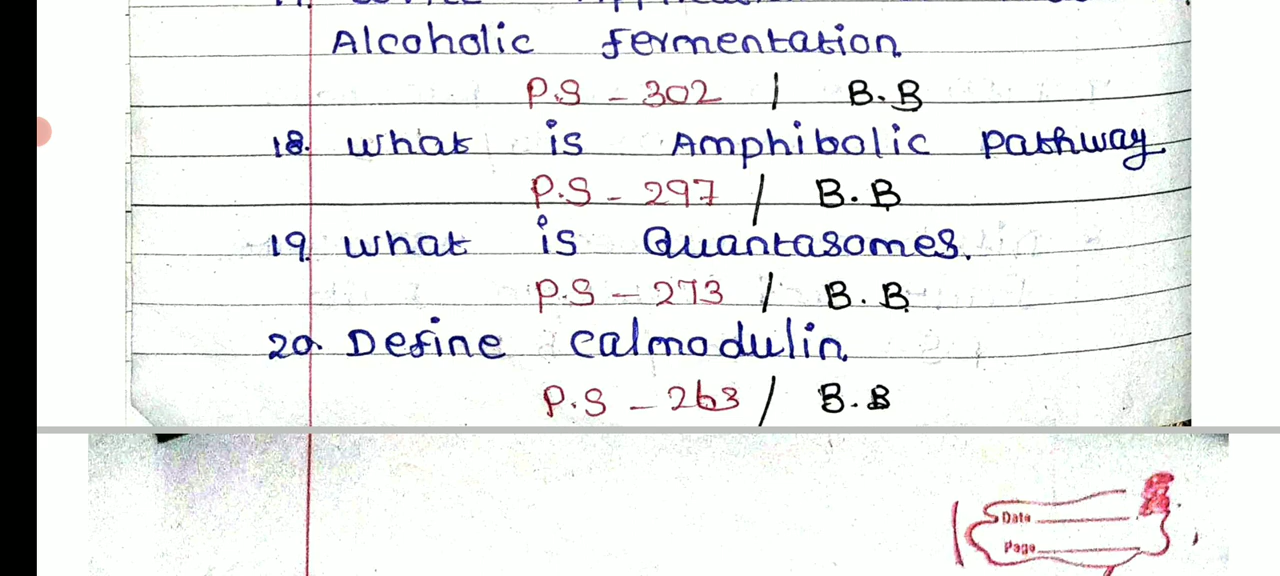 Alcoholic fermentation
P.S - 302 | B.B
18. What is Amphibolic Pathway
P.S - 297 / B.B
19. What is Quantasomes.
P.S - 273 / B.B
20. Define Calmodulin
P.S - 263 / B.B
Date
Page